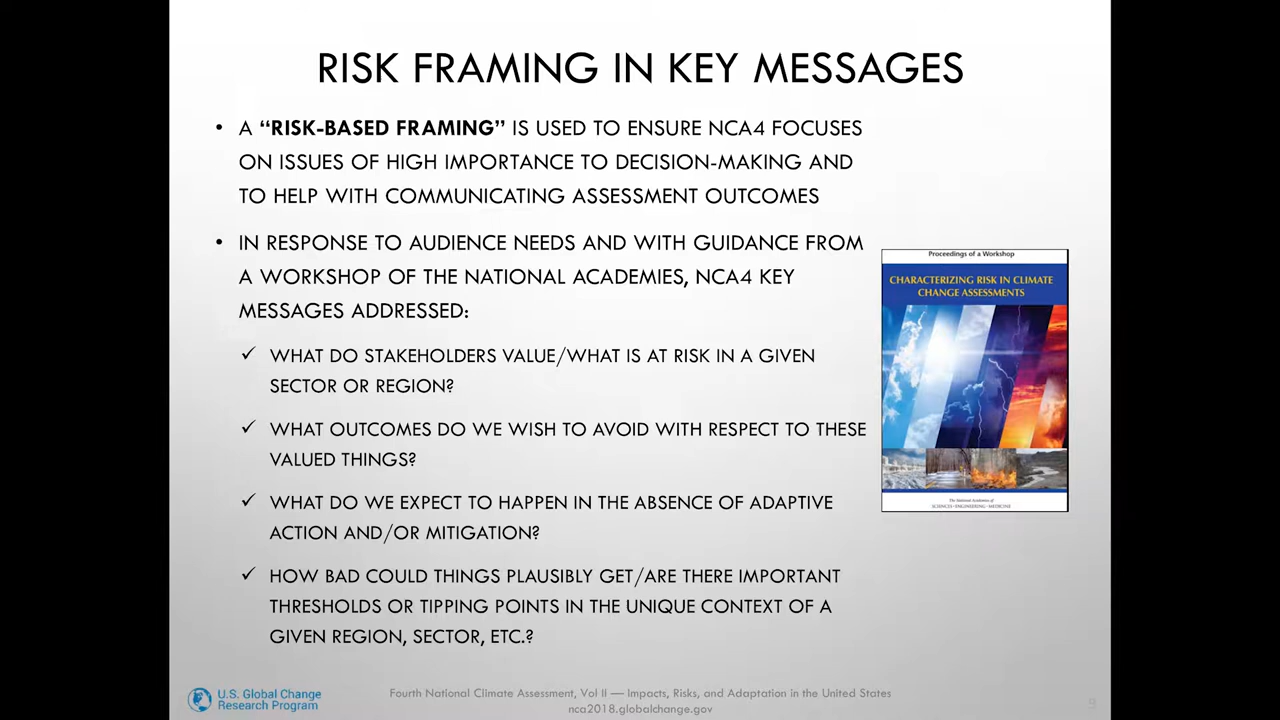 RISK FRAMING IN KEY MESSAGES
• A “RISK-BASED FRAMING” IS USED TO ENSURE NCA4 FOCUSES
ON ISSUES OF HIGH IMPORTANCE TO DECISION-MAKING AND
TO HELP WITH COMMUNICATING ASSESSMENT OUTCOMES
• IN RESPONSE TO AUDIENCE NEEDS AND WITH GUIDANCE FROM
A WORKSHOP OF THE NATIONAL ACADEMIES, NCA4 KEY
MESSAGES ADDRESSED:
✓ WHAT DO STAKEHOLDERS VALUE/WHAT IS AT RISK IN A GIVEN
SECTOR OR REGION?
✓ WHAT OUTCOMES DO WE WISH TO AVOID WITH RESPECT TO THESE
VALUED THINGS?
✓ WHAT DO WE EXPECT TO HAPPEN IN THE ABSENCE OF ADAPTIVE
ACTION AND/OR MITIGATION?
✓ HOW BAD COULD THINGS PLAUSIBLY GET/ARE THERE IMPORTANT
THRESHOLDS OR TIPPING POINTS IN THE UNIQUE CONTEXT OF A
GIVEN REGION, SECTOR, ETC.?
Proceedings of a Workshop
CHARACTERIZING RISK IN CLIMATE
CHANGE ASSESSMENTS
The National Academies of
SCIENCES • ENGINEERING • MEDICINE
U.S. Global Change
Research Program
Fourth National Climate Assessment, Vol II — Impacts, Risks, and Adaptation in the United States
nca2018.globalchange.gov